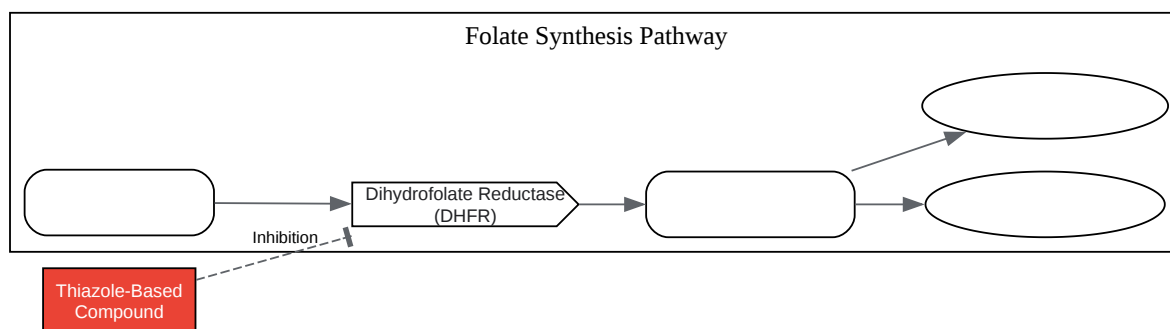 Folate Synthesis Pathway
Dihydrofolate Reductase
(DHFR)
Inhibition
Thiazole-Based
Compound